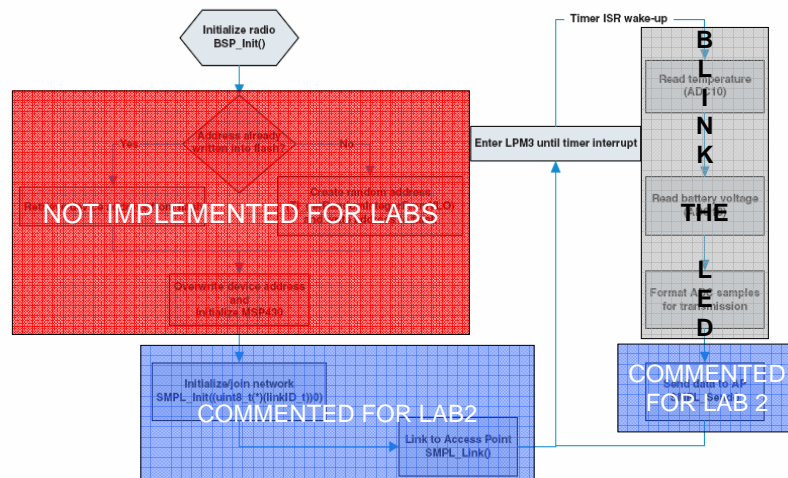 Initialize radio
BSP_Init()
Timer ISR wake-up
Address already
written into flash?
Yes
No
Create random address
NOT IMPLEMENTED FOR LABS
Overwrite device address
and
Initialize MSP430
Enter LPM3 until timer interrupt
Read temperature
(ADC10)
Read battery voltage
Format ADC samples
for transmission
BLINK
THE
LED
Initialize/join network
SMPL_Init((uint8_t(*)(linkID_t))0)
COMMENTED FOR LAB2
Link to Access Point
SMPL_Link()
Send data to AP
COMMENTED
FOR LAB 2